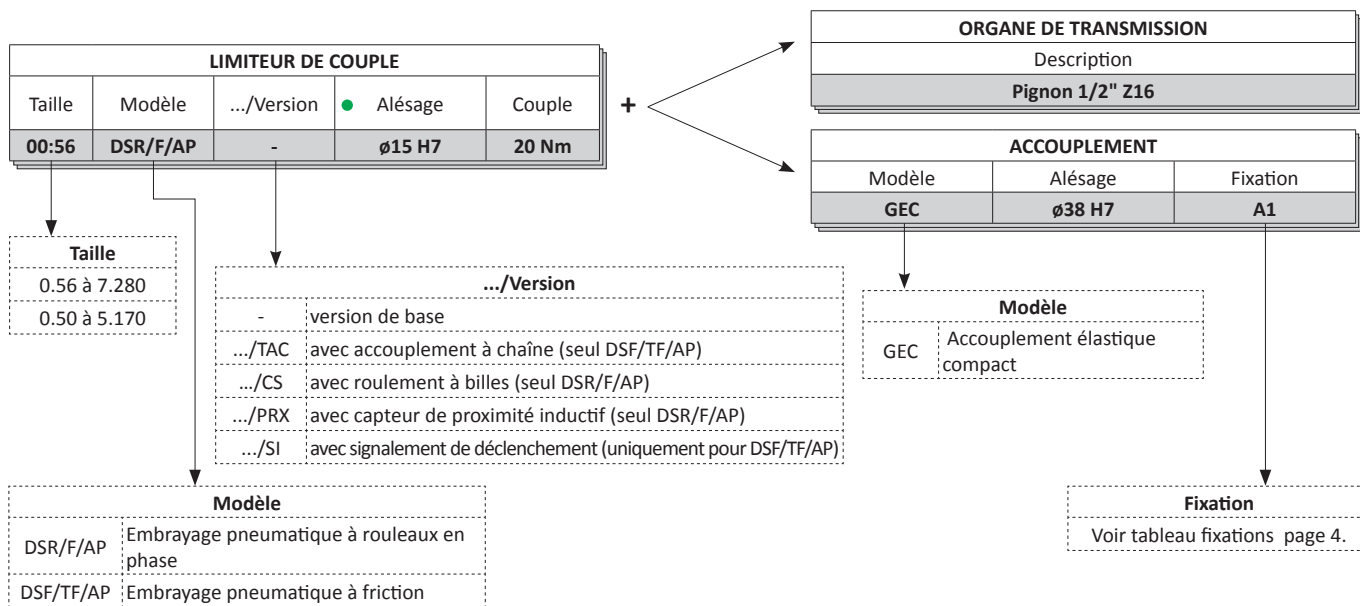 LIMITEUR DE COUPLE
Taille Modèle .../Version Alésage Couple
00:56 DSR/F/AP - ø15 H7 20 Nm
+
ORGANE DE TRANSMISSION
Description
Pignon 1/2" Z16
ACCOUPLEMENT
Modèle Alésage Fixation
GEC ø38 H7 A1
Taille
0.56 à 7.280
0.50 à 5.170
.../Version
- version de base
.../TAC avec accouplement à chaîne (seul DSF/TF/AP)
.../CS avec roulement à billes (seul DSR/F/AP)
.../PRX avec capteur de proximité inductif (seul DSR/F/AP)
.../SI avec signalement de déclenchement (uniquement pour DSF/TF/AP)
Modèle
GEC Accouplement élastique
compact
Modèle
DSR/F/AP Embrayage pneumatique à rouleaux en
phase
DSF/TF/AP Embrayage pneumatique à friction
Fixation
Voir tableau fixations page 4.